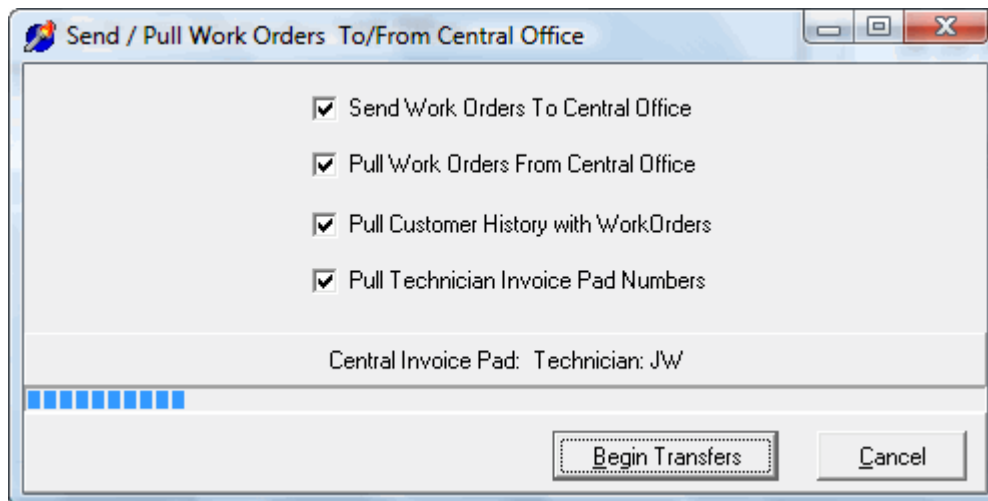 Send / Pull Work Orders  To/From Central Office
Send Work Orders To Central Office
Pull Work Orders From Central Office
Pull Customer History with WorkOrders
Pull Technician Invoice Pad Numbers
Central Invoice Pad:  Technician: JW
Begin Transfers
Cancel